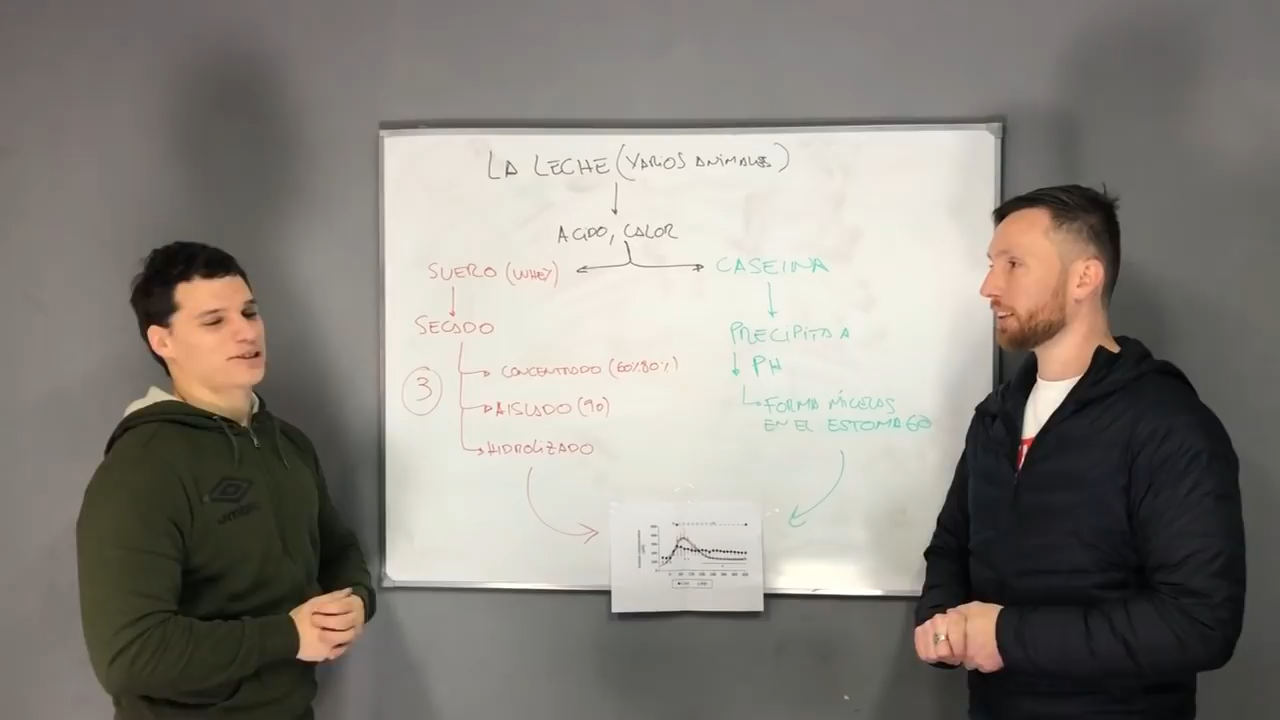 LA LECHE (VARIOS ANIMALES)
ACIDO, CALOR
SUERO (WHEY)
CASEINA
SECADO
PRECIPITA A
PH
3
CONCENTRADO (60%80%)
AISLADO (90)
FORMA MICELAS
EN EL ESTOMAGO
HIDROLIZADO
umbro